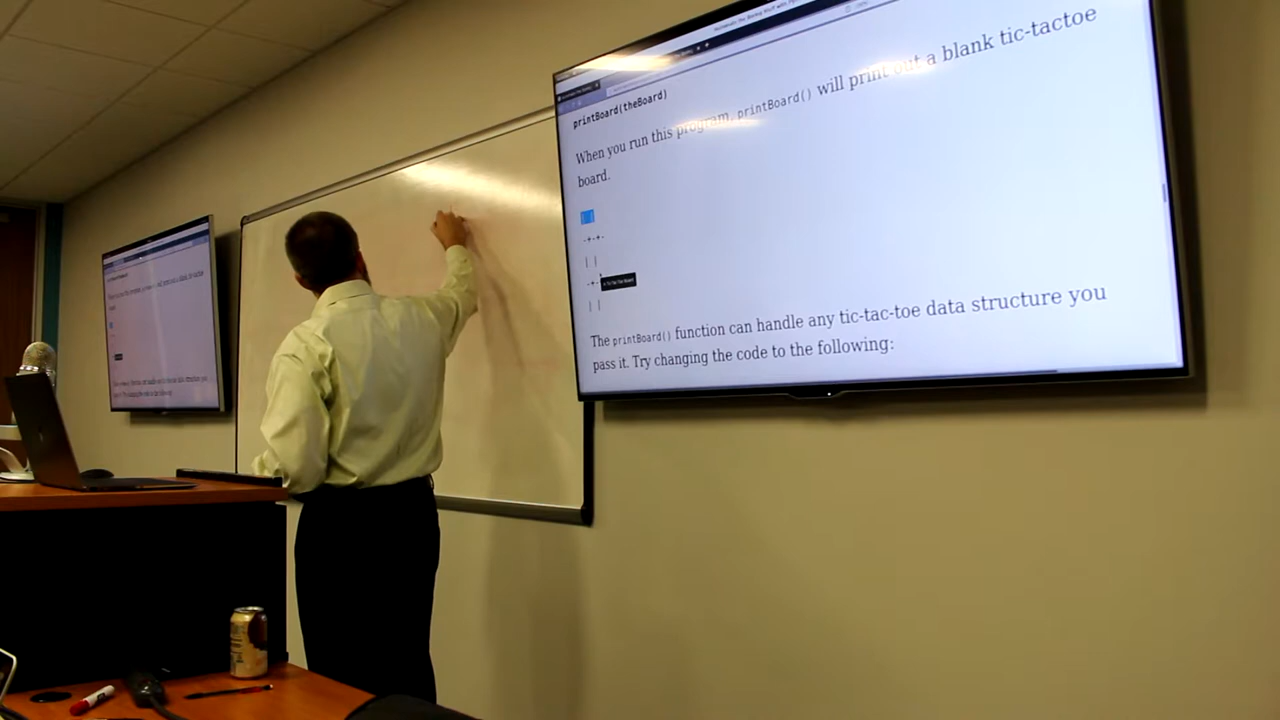 printBoard(theBoard)
When you run this program, printBoard() will print out a blank tic-tactoe
board.
| |
-+-+-
| |
-+-
| |
The printBoard() function can handle any tic-tac-toe data structure you
pass it. Try changing the code to the following: